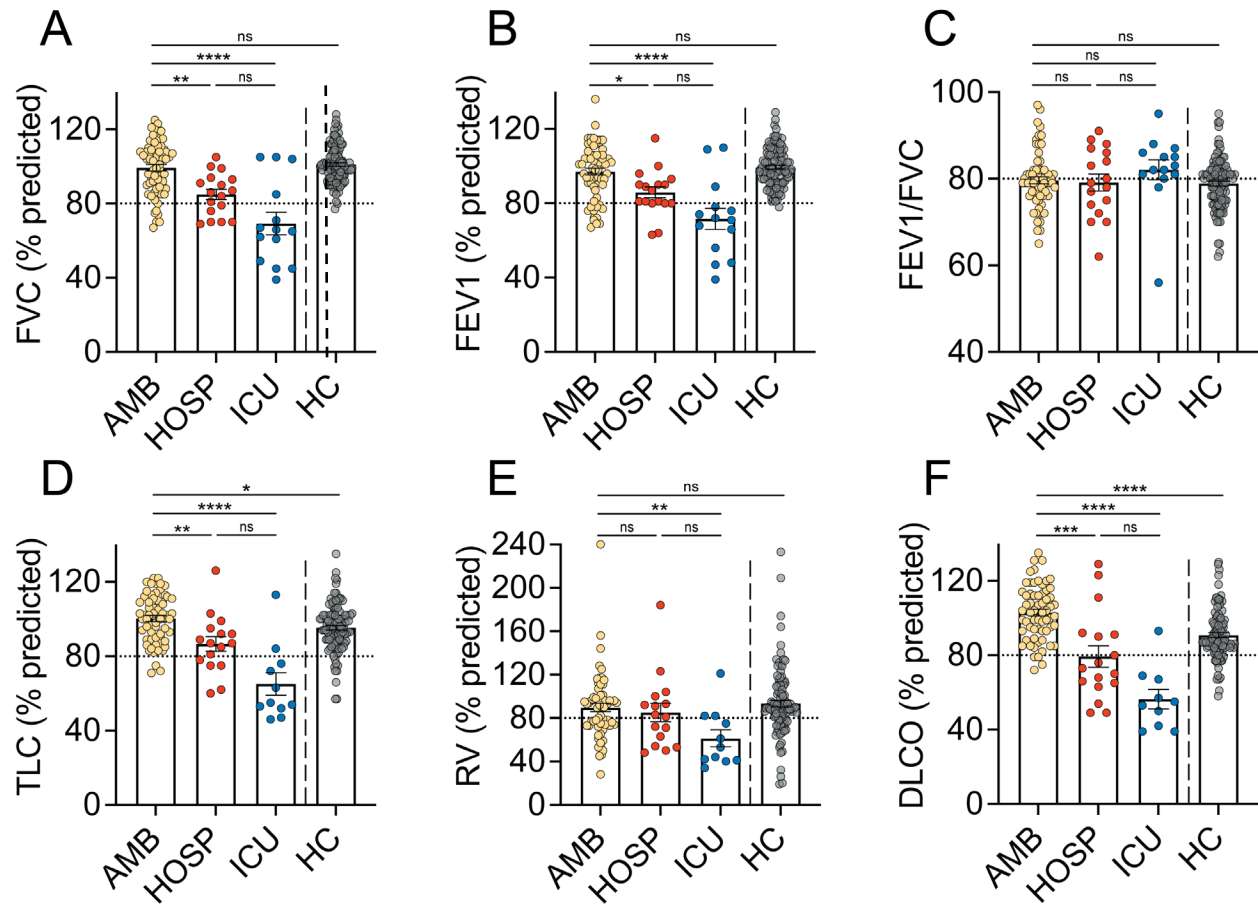 A
ns
****
**
ns
FVC (% predicted)
120
80
40
0
AMB
HOSP
ICU
HC
B
ns
****
*
ns
FEV1 (% predicted)
120
80
40
0
AMB
HOSP
ICU
HC
C
ns
ns
ns
ns
FEV1/FVC
100
80
60
40
AMB
HOSP
ICU
HC
D
*
****
**
ns
TLC (% predicted)
120
80
40
0
AMB
HOSP
ICU
HC
E
ns
**
ns
ns
RV (% predicted)
240
200
160
120
80
40
0
AMB
HOSP
ICU
HC
F
****
****
***
ns
DLCO (% predicted)
120
80
40
0
AMB
HOSP
ICU
HC